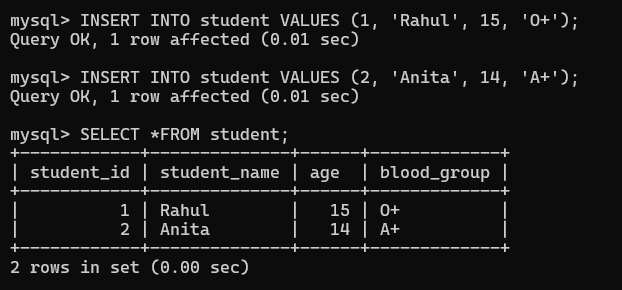 mysql> INSERT INTO student VALUES (1, 'Rahul', 15, 'O+');
Query OK, 1 row affected (0.01 sec)
mysql> INSERT INTO student VALUES (2, 'Anita', 14, 'A+');
Query OK, 1 row affected (0.01 sec)
mysql> SELECT *FROM student;
+------------+--------------+------+-------------+
| student_id | student_name | age  | blood_group |
+------------+--------------+------+-------------+
|          1 | Rahul        |   15 | O+          |
|          2 | Anita        |   14 | A+          |
+------------+--------------+------+-------------+
2 rows in set (0.00 sec)